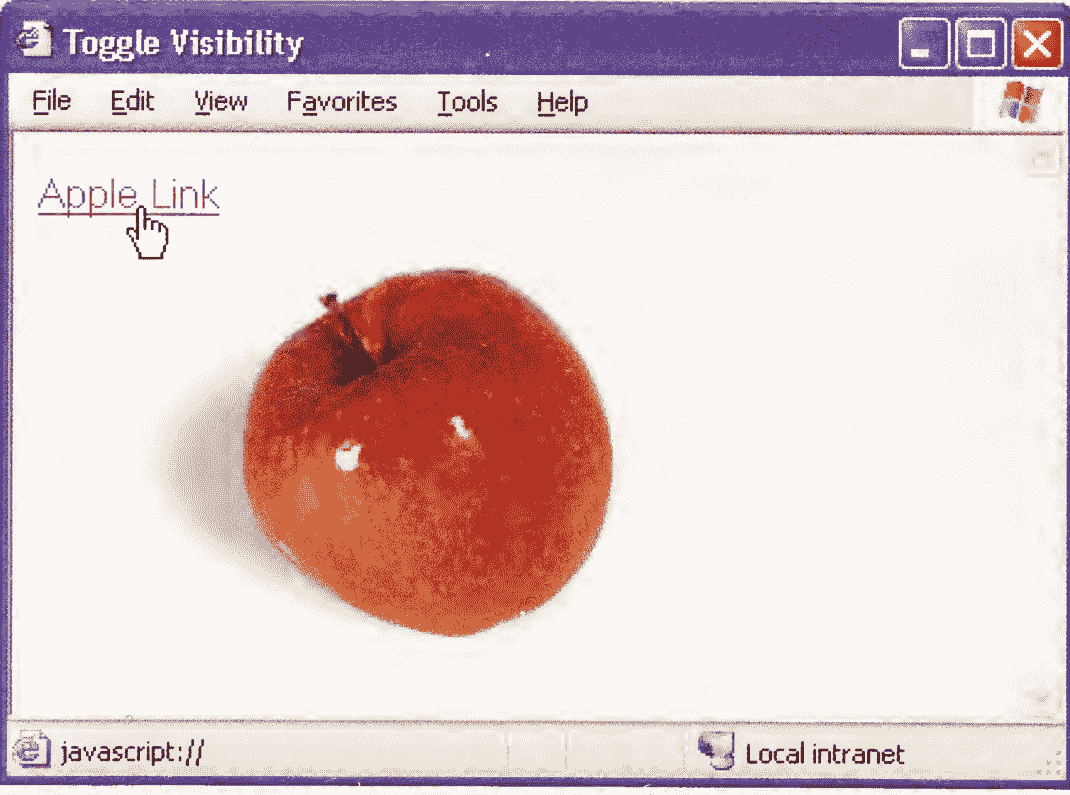 Toggle Visibility
File Edit View Favorites Tools Help
Apple Link
javascript:// Local intranet